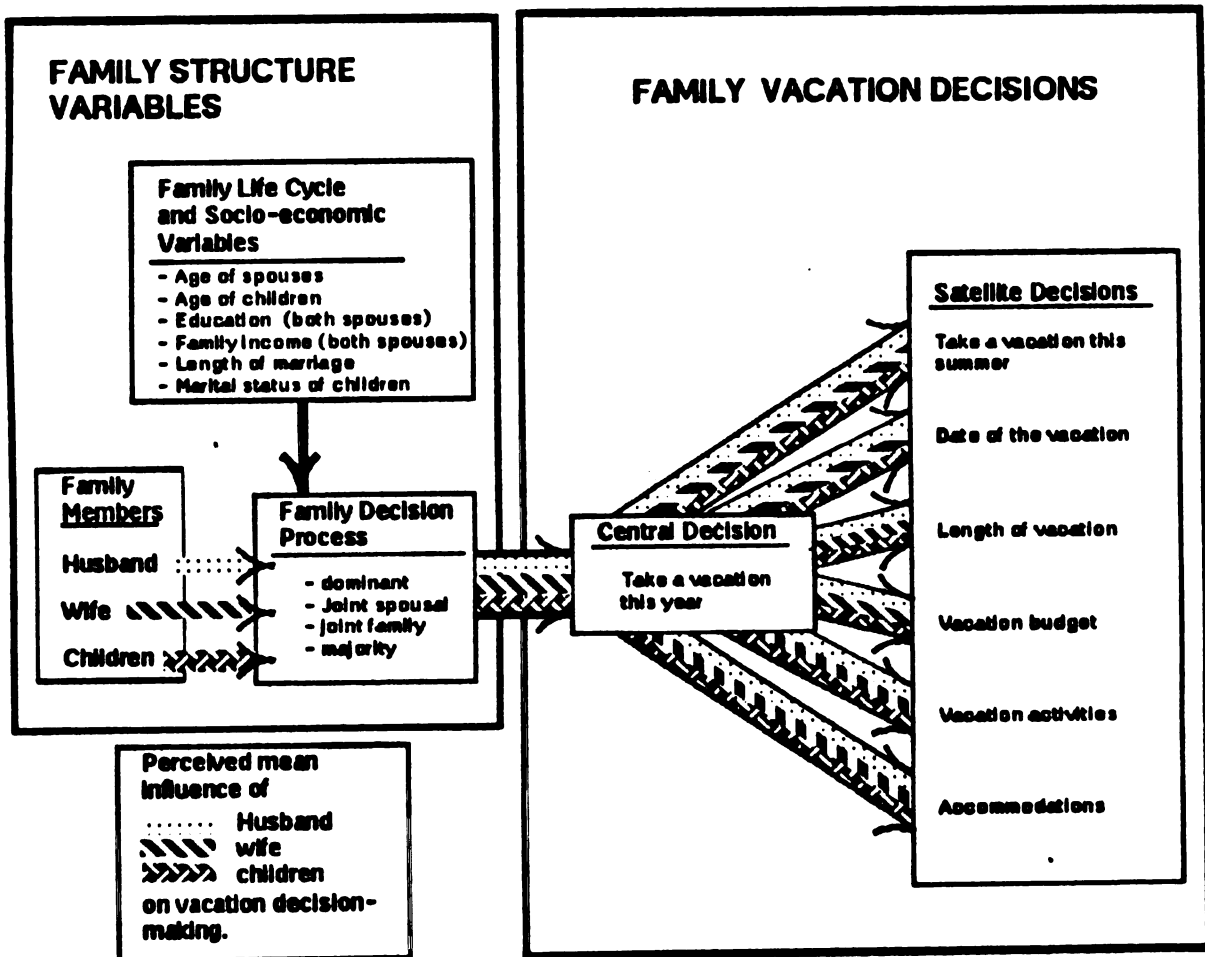 FAMILY STRUCTURE
VARIABLES
Family Life Cycle
and Socio-economic
Variables
- Age of spouses
- Age of children
- Education (both spouses)
- Family Income (both spouses)
- Length of marriage
- Marital status of children
Family
Members
Husband
Wife
Children
Family Decision
Process
- dominant
- Joint spousal
- joint family
- majority
Perceived mean
influence of
Husband
wife
children
on vacation decision-
making.
FAMILY VACATION DECISIONS
Central Decision
Take a vacation
this year
Satellite Decisions
Take a vacation this
summer
Date of the vacation
Length of vacation
Vacation budget
Vacation activities
Accommodations